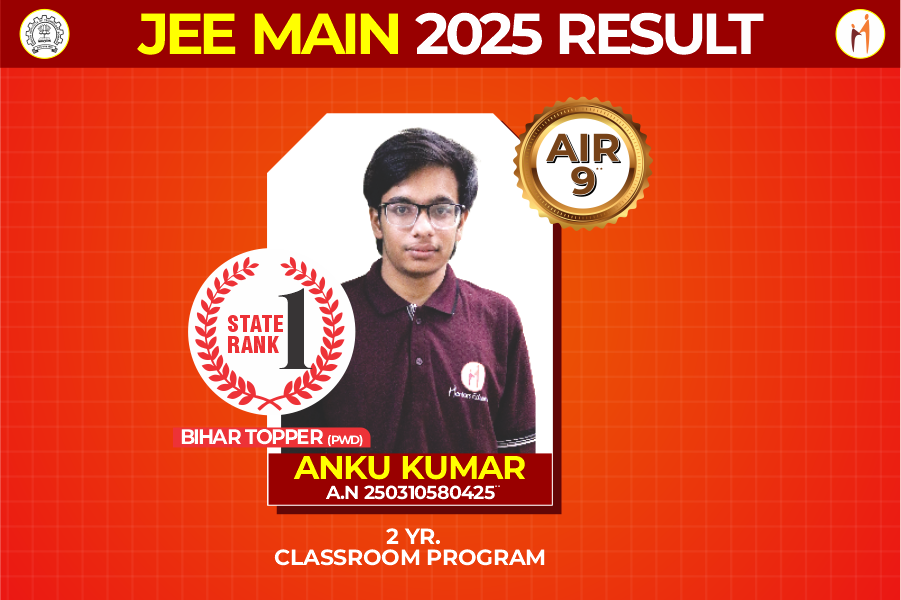 JEE MAIN 2025 RESULT
AIR
9¨
STATE
RANK
1
BIHAR TOPPER (PWD)
ANKU KUMAR
A.N 250310580425¨
2 YR.
CLASSROOM PROGRAM